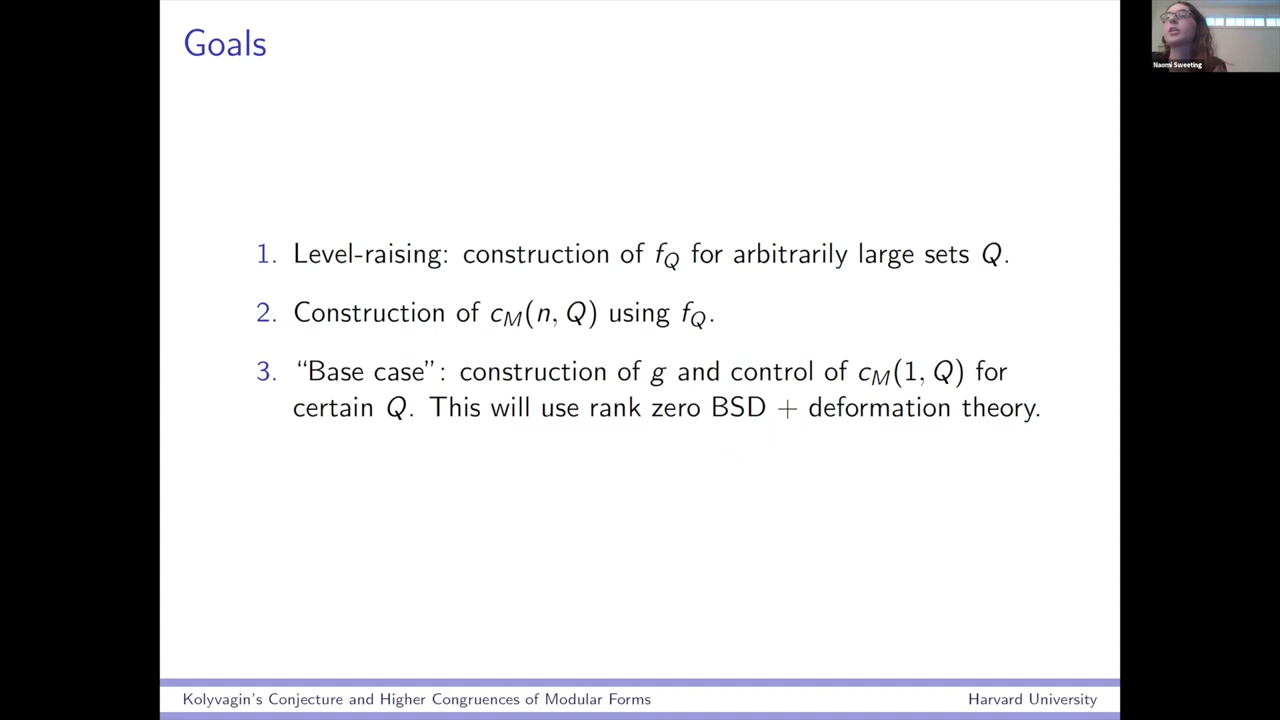 Goals
1. Level-raising: construction of f_Q for arbitrarily large sets Q.
2. Construction of c_M(n, Q) using f_Q.
3. “Base case”: construction of g and control of c_M(1, Q) for
certain Q. This will use rank zero BSD + deformation theory.
Kolyvagin's Conjecture and Higher Congruences of Modular Forms
Harvard University
Naomi Sweeting